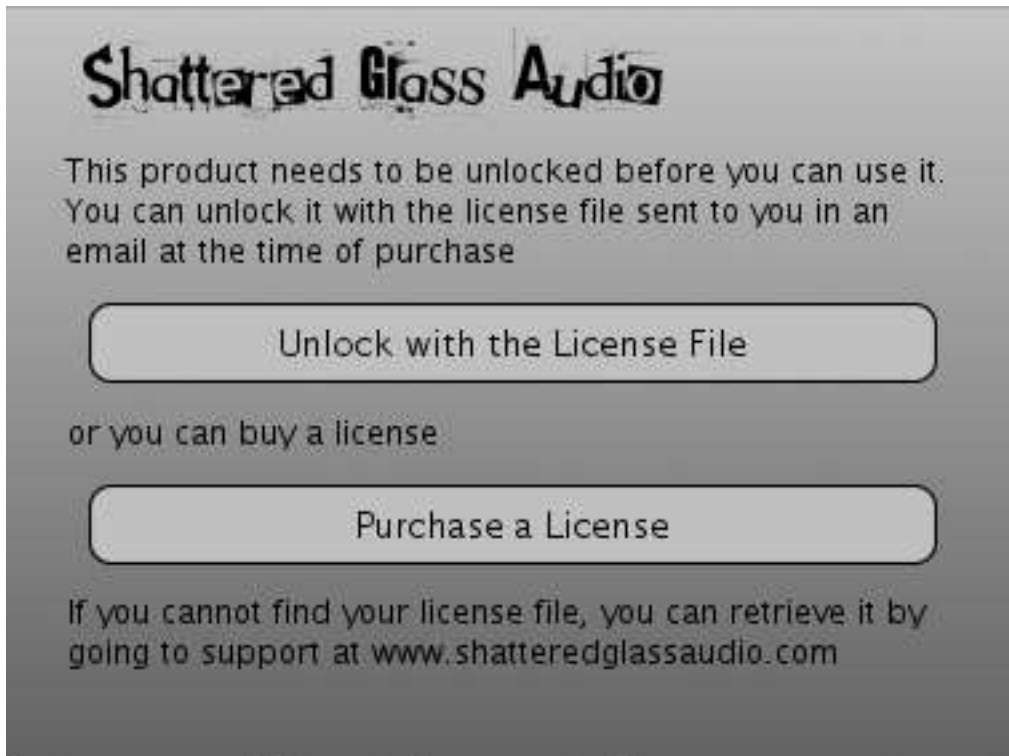 Shattered Glass Audio
This product needs to be unlocked before you can use it.
You can unlock it with the license file sent to you in an
email at the time of purchase
Unlock with the License File
or you can buy a license
Purchase a License
If you cannot find your license file, you can retrieve it by
going to support at www.shatteredglassaudio.com